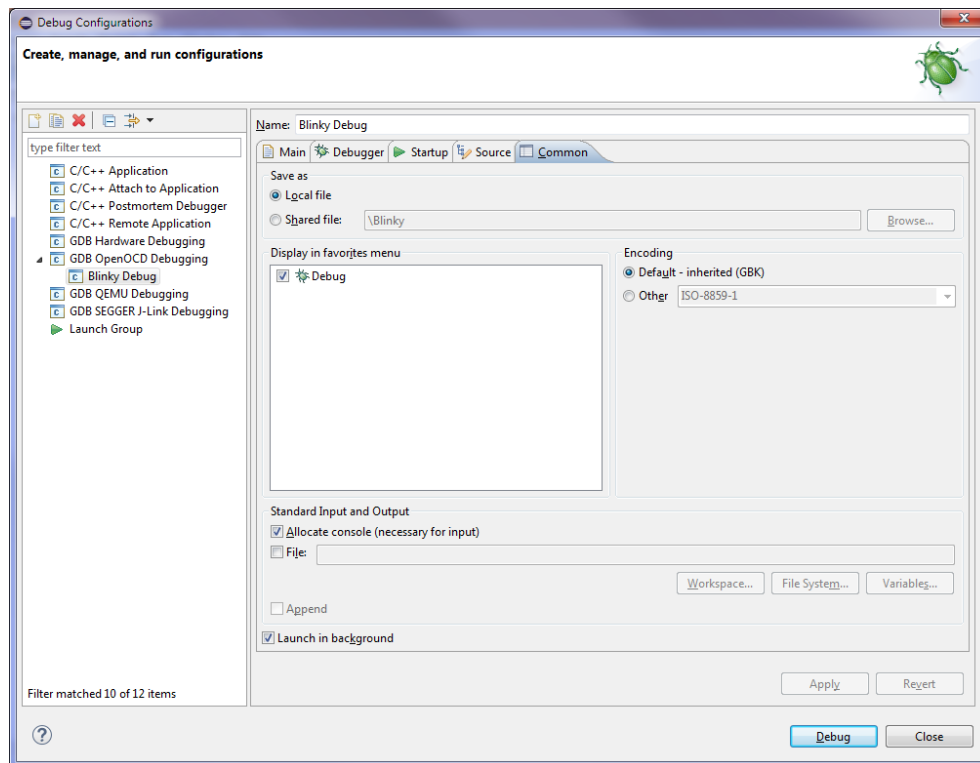 Debug Configurations
Create, manage, and run configurations
type filter text
C/C++ Application
C/C++ Attach to Application
C/C++ Postmortem Debugger
C/C++ Remote Application
GDB Hardware Debugging
GDB OpenOCD Debugging
Blinky Debug
GDB QEMU Debugging
GDB SEGGER J-Link Debugging
Launch Group
Filter matched 10 of 12 items
Name: Blinky Debug
Main Debugger Startup Source Common
Save as
Local file
Shared file: \Blinky Browse...
Display in favorites menu
Debug
Encoding
Default - inherited (GBK)
Other ISO-8859-1
Standard Input and Output
Allocate console (necessary for input)
File:
Workspace... File System... Variables...
Append
Launch in background
Apply Revert
? Debug Close